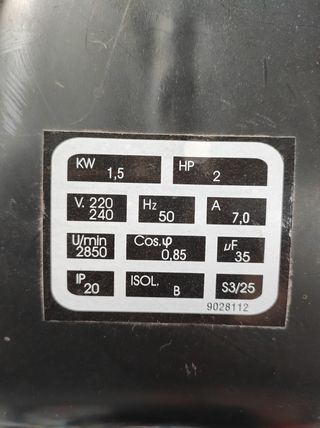 KW 1,5 HP 2
V. 220 240 Hz 50 A 7,0
U/min 2850 Cos.φ 0,85 µF 35
IP 20 ISOL. B S3/25
9028112